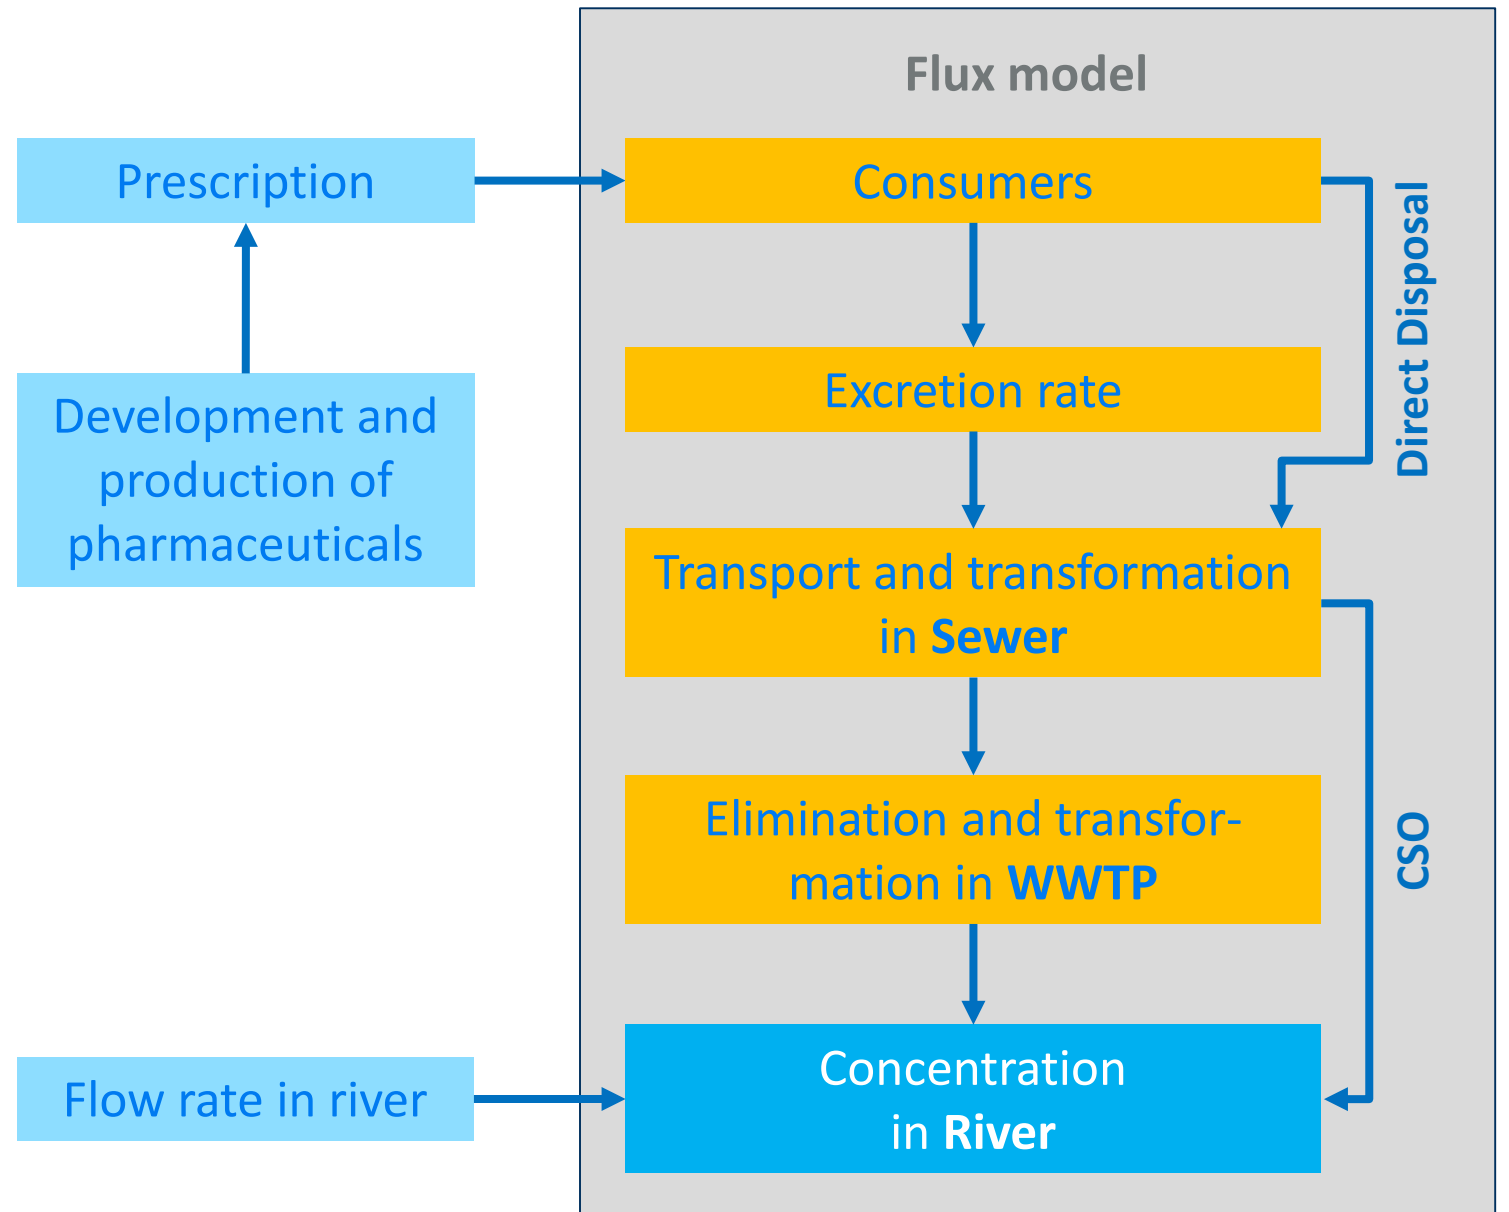 Flux model
Prescription
Consumers
Direct Disposal
Excretion rate
Development and
production of
pharmaceuticals
Transport and transformation
in Sewer
Elimination and transfor-
mation in WWTP
CSO
Flow rate in river
Concentration
in River